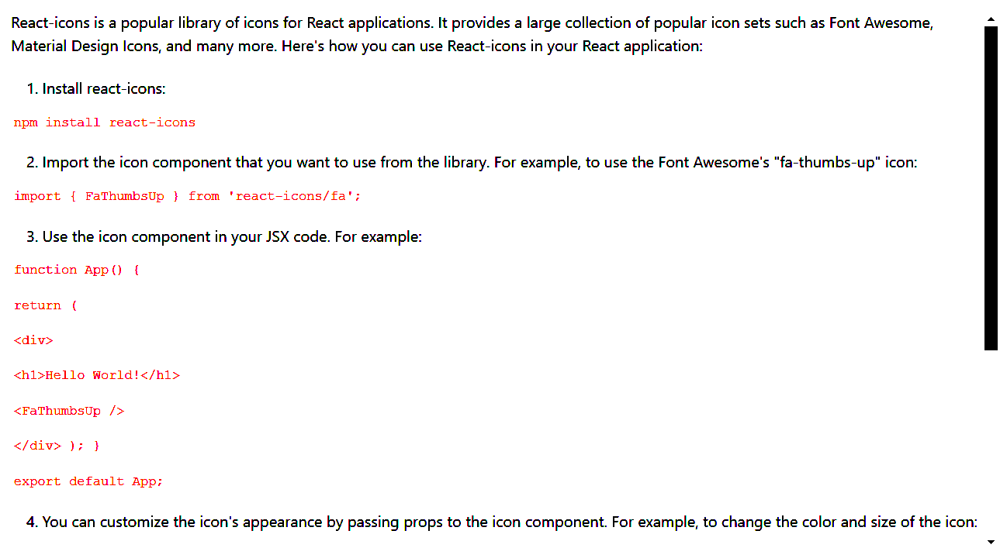 React-icons is a popular library of icons for React applications. It provides a large collection of popular icon sets such as Font Awesome,
Material Design Icons, and many more. Here's how you can use React-icons in your React application:
1. Install react-icons:
npm install react-icons
2. Import the icon component that you want to use from the library. For example, to use the Font Awesome's "fa-thumbs-up" icon:
import { FaThumbsUp } from 'react-icons/fa';
3. Use the icon component in your JSX code. For example:
function App() {
return (
<div>
<h1>Hello World!</h1>
<FaThumbsUp />
</div> ); }
export default App;
4. You can customize the icon's appearance by passing props to the icon component. For example, to change the color and size of the icon: